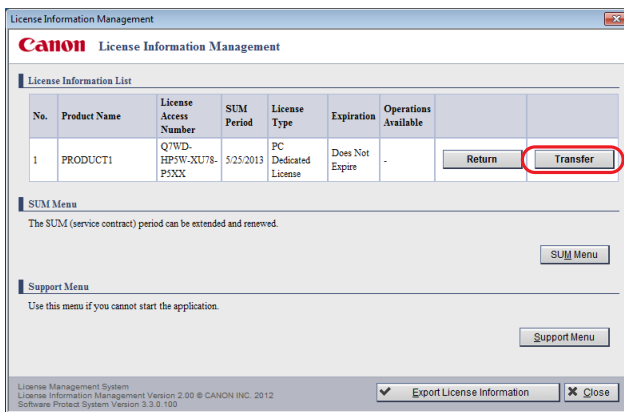 License Information Management
Canon License Information Management
License Information List
No. Product Name License Access Number SUM Period License Type Expiration Operations Available
1 PRODUCT1 Q7WD-HP5W-XU78-P5XX 5/25/2013 PC Dedicated License Does Not Expire - Return Transfer
SUM Menu
The SUM (service contract) period can be extended and renewed.
SUM Menu
Support Menu
Use this menu if you cannot start the application.
Support Menu
License Management System
License Information Management Version 2.00 © CANON INC. 2012
Software Protect System Version 3.3.0.100
Export License Information
Close